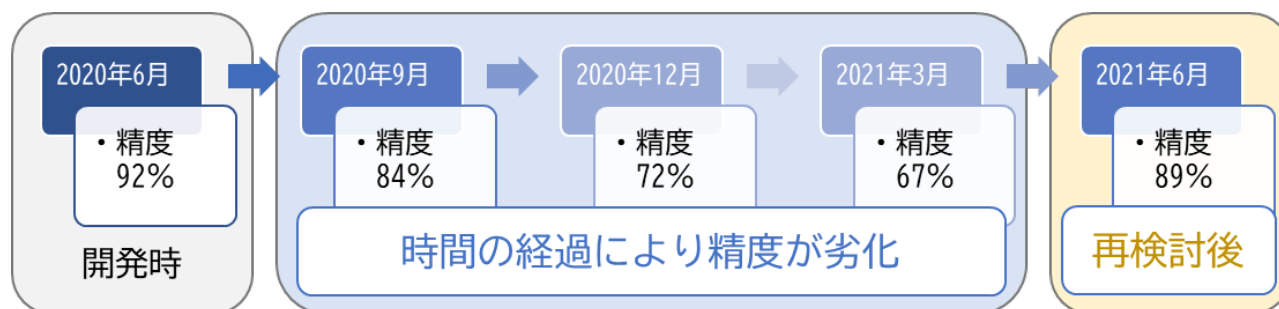 2020年6月
・精度
92%
開発時
2020年9月
・精度
84%
2020年12月
・精度
72%
2021年3月
・精度
67%
時間の経過により精度が劣化
2021年6月
・精度
89%
再検討後